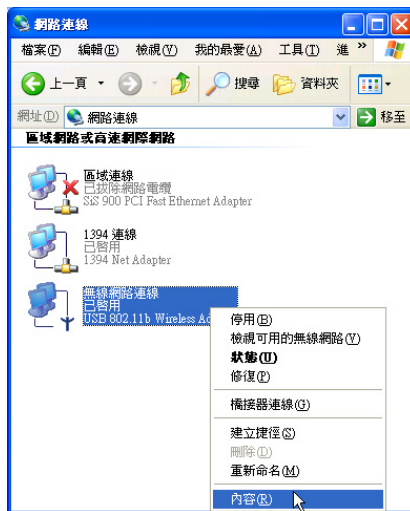 網路連線
檔案(F) 編輯(E) 檢視(V) 我的最愛(A) 工具(T) 進 »
上一頁 搜尋 資料夾
網址(D) 網路連線 移至
區域網路或高速網際網路
區域連線
已拔除網路電纜
SiS 900 PCI Fast Ethernet Adapter
1394 連線
已啓用
1394 Net Adapter
無線網路連線
已啓用
USB 802.11b Wireless Ad
停用(B)
檢視可用的無線網路(V)
狀態(U)
修復(P)
橋接器連線(G)
建立捷徑(S)
刪除(D)
重新命名(M)
內容(R)